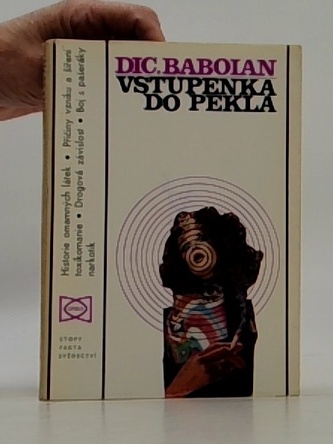 DIC. BABOIAN
VSTUPENKA
DO PEKLA
Historie omamných látek • Příčiny vzniku a šíření
toxikomanie • Drogová závislost • Boj s pašeráky
narkotik
STOPY
FAKTA
SVĚDECTVÍ